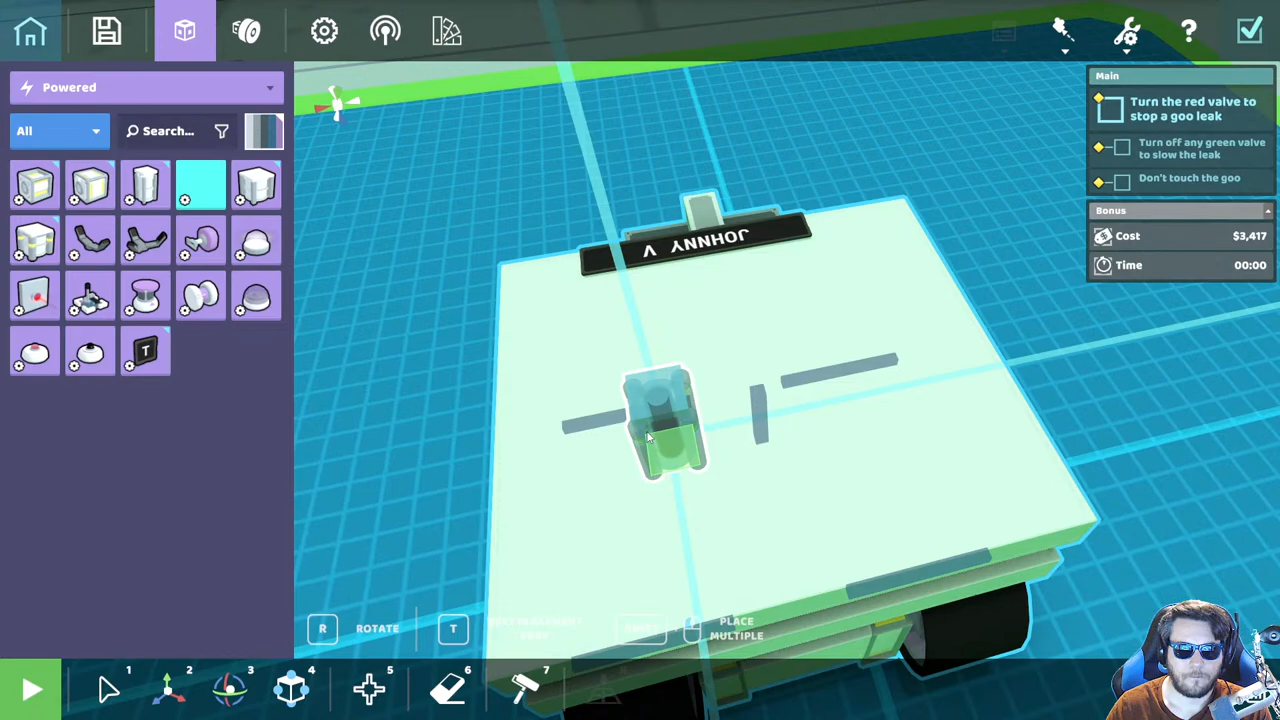 Powered
All
Search...
Main
Turn the red valve to
stop a goo leak
Turn off any green valve
to slow the leak
Don't touch the goo
Bonus
Cost
$3,417
Time
00:00
JOHNNY V
T
R
ROTATE
T
PLACE
MULTIPLE
1
2
3
4
5
6
7